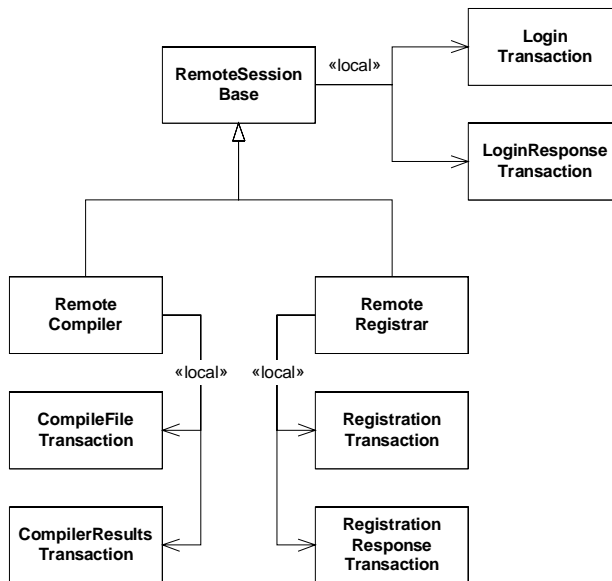 Login
Transaction
RemoteSession
Base
«local»
LoginResponse
Transaction
Remote
Compiler
Remote
Registrar
«local»
«local»
CompileFile
Transaction
Registration
Transaction
CompilerResults
Transaction
Registration
Response
Transaction